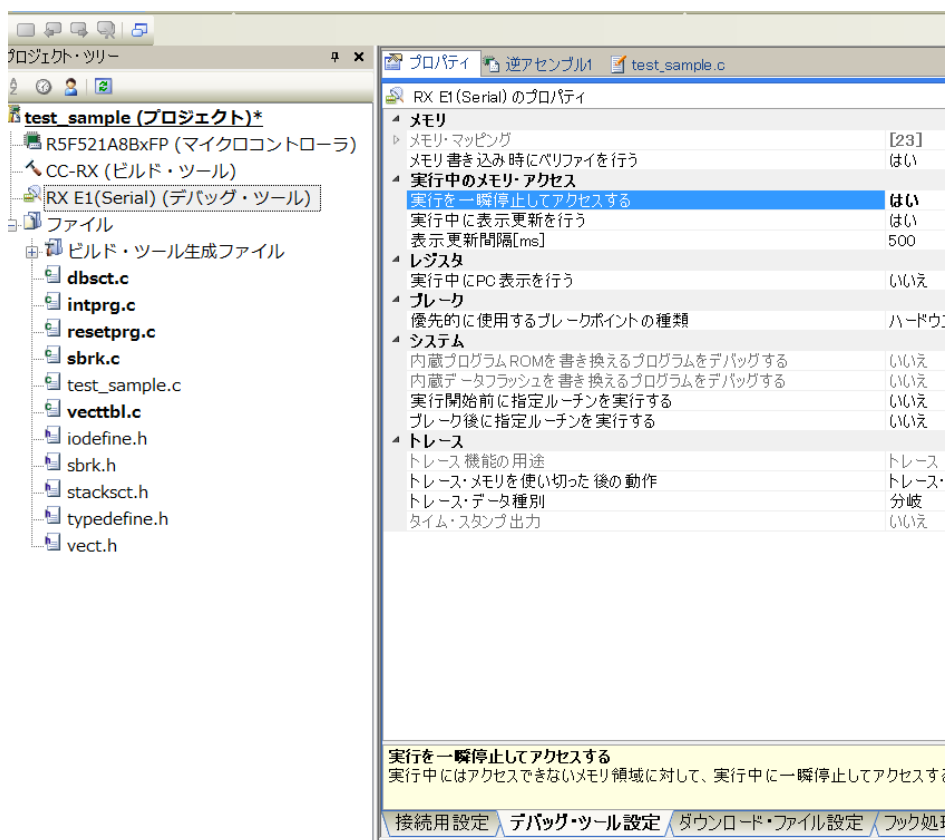 プロジェクト・ツリー
test_sample (プロジェクト)*
R5F521A8BxFP (マイクロコントローラ)
CC-RX (ビルド・ツール)
RX E1(Serial) (デバッグ・ツール)
ファイル
ビルド・ツール生成ファイル
dbsct.c
intprg.c
resetprg.c
sbrk.c
test_sample.c
vecttbl.c
iodefine.h
sbrk.h
stacksct.h
typedefine.h
vect.h
プロパティ 逆アセンブル1 test_sample.c
RX E1(Serial) のプロパティ
メモリ
メモリ・マッピング [23]
メモリ書き込み時にベリファイを行う はい
実行中のメモリ・アクセス
実行を一瞬停止してアクセスする はい
実行中に表示更新を行う はい
表示更新間隔[ms] 500
レジスタ
実行中にPC表示を行う いいえ
ブレーク
優先的に使用するブレークポイントの種類 ハードウ
システム
内蔵プログラムROMを書き換えるプログラムをデバッグする いいえ
内蔵データフラッシュを書き換えるプログラムをデバッグする いいえ
実行開始前に指定ルーチンを実行する いいえ
ブレーク後に指定ルーチンを実行する いいえ
トレース
トレース機能の用途 トレース
トレース・メモリを使い切った後の動作 トレース・
トレース・データ種別 分岐
タイム・スタンプ出力 いいえ
実行を一瞬停止してアクセスする
実行中にはアクセスできないメモリ領域に対して、実行中に一瞬停止してアクセスする
接続用設定 デバッグ・ツール設定 ダウンロード・ファイル設定 フック処理